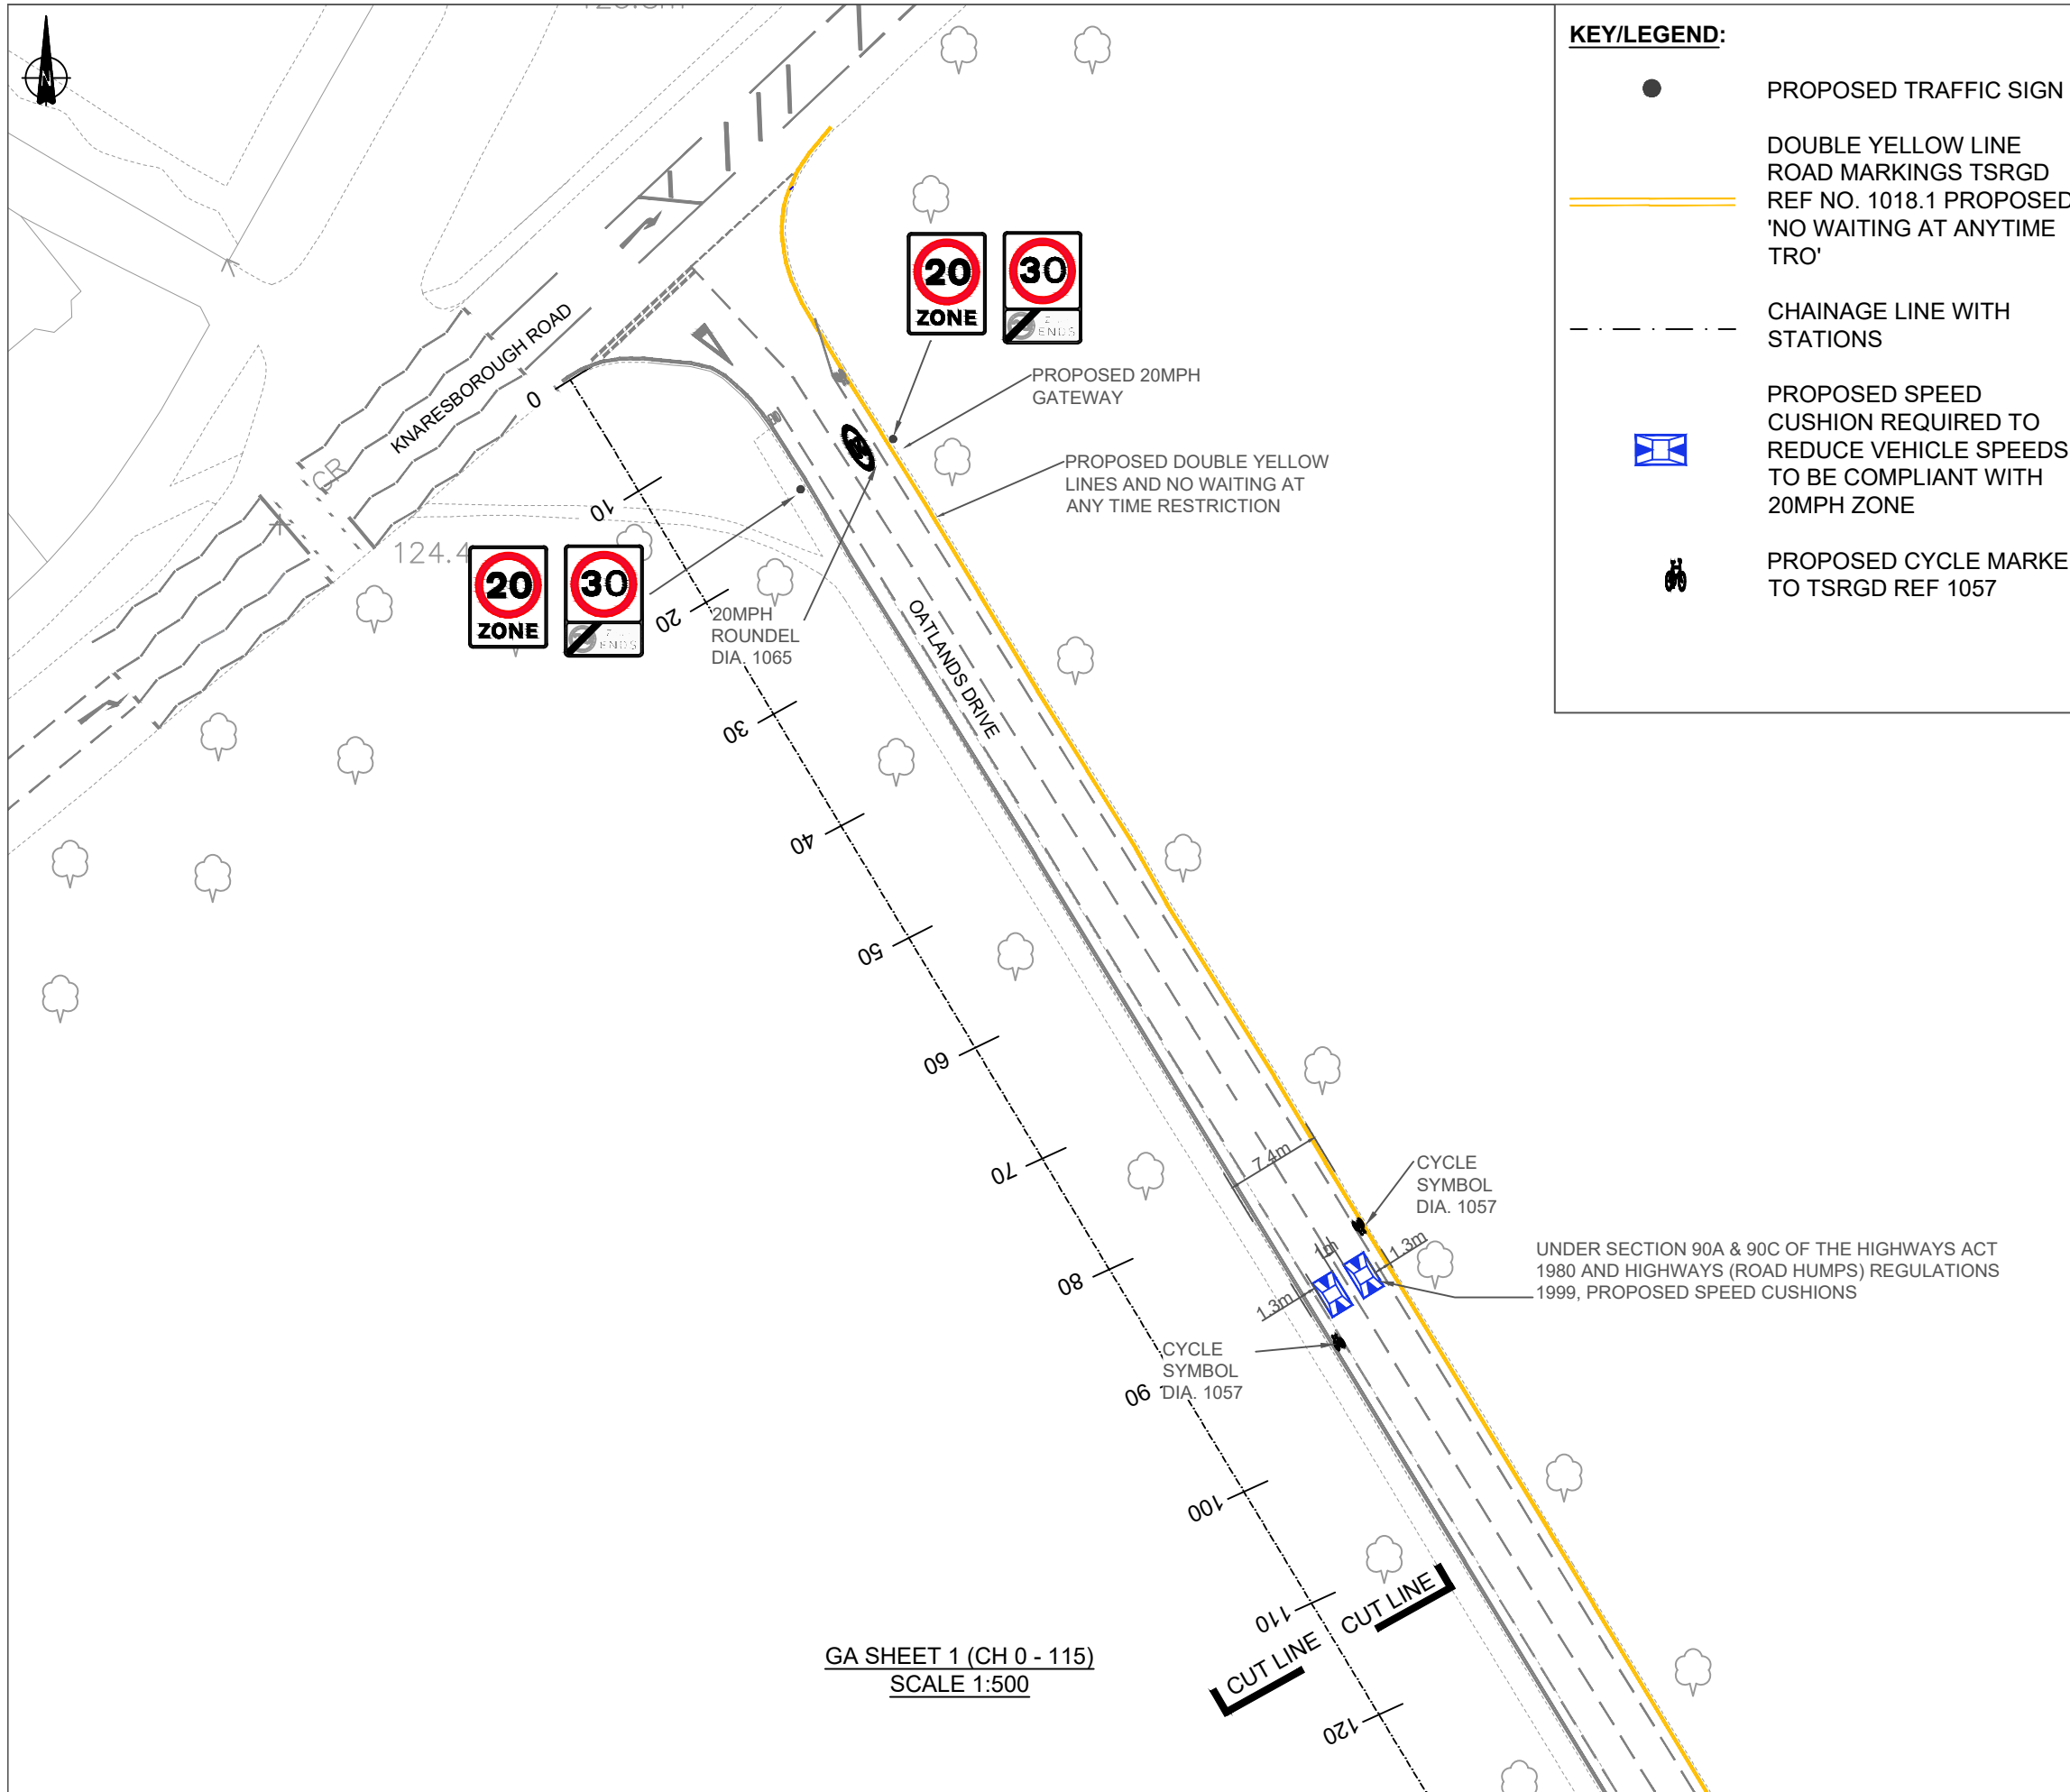 KEY/LEGEND:
PROPOSED TRAFFIC SIGN
DOUBLE YELLOW LINE
ROAD MARKINGS TSRGD
REF NO. 1018.1 PROPOSED
'NO WAITING AT ANYTIME
TRO'
CHAINAGE LINE WITH
STATIONS
PROPOSED SPEED
CUSHION REQUIRED TO
REDUCE VEHICLE SPEEDS
TO BE COMPLIANT WITH
20MPH ZONE
PROPOSED CYCLE MARKE
TO TSRGD REF 1057
N
20
ZONE
30
ENDS
PROPOSED 20MPH
GATEWAY
PROPOSED DOUBLE YELLOW
LINES AND NO WAITING AT
ANY TIME RESTRICTION
KNARESBOROUGH ROAD
CR
124.4
20
ZONE
30
ENDS
20MPH
ROUNDEL
DIA. 1065
OATLANDS DRIVE
0
10
20
30
40
50
60
70
80
90
100
110
120
7.4m
CYCLE
SYMBOL
DIA. 1057
1m
1.3m
1.3m
UNDER SECTION 90A & 90C OF THE HIGHWAYS ACT
1980 AND HIGHWAYS (ROAD HUMPS) REGULATIONS
1999, PROPOSED SPEED CUSHIONS
CYCLE
SYMBOL
DIA. 1057
CUT LINE
CUT LINE
GA SHEET 1 (CH 0 - 115)
SCALE 1:500